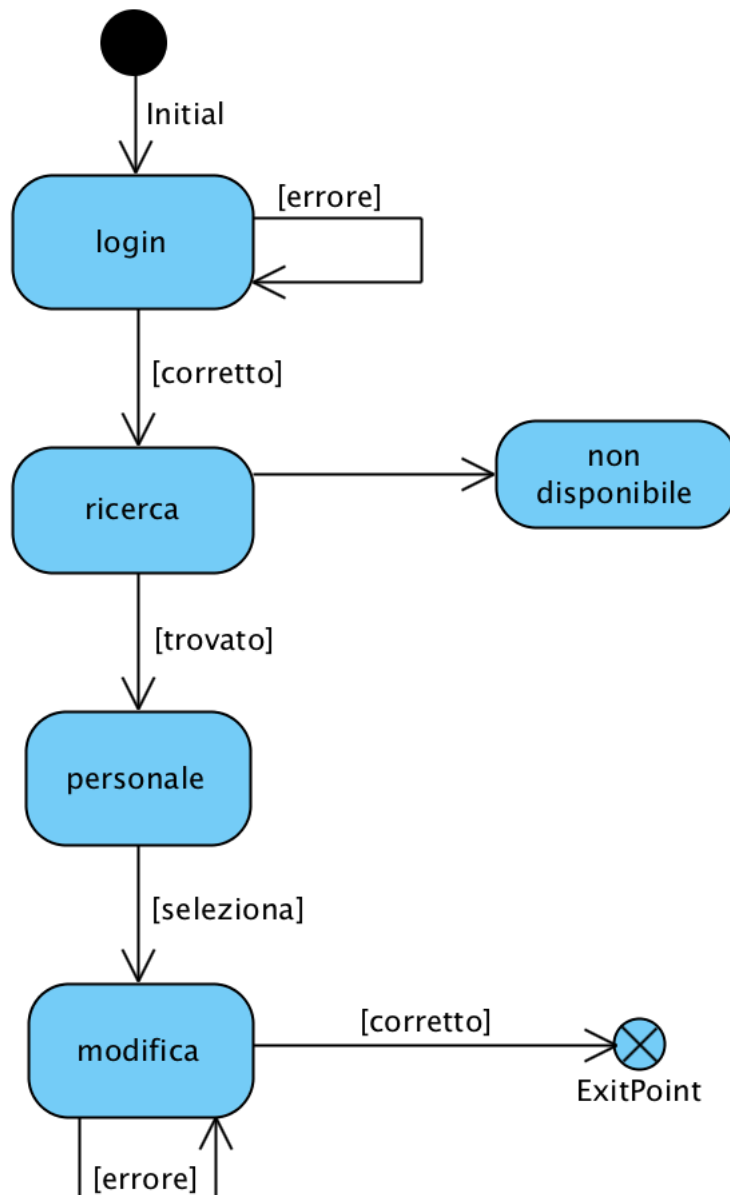 Initial
[errore]
login
[corretto]
non
disponibile
ricerca
[trovato]
personale
[seleziona]
[corretto]
modifica
ExitPoint
[errore]